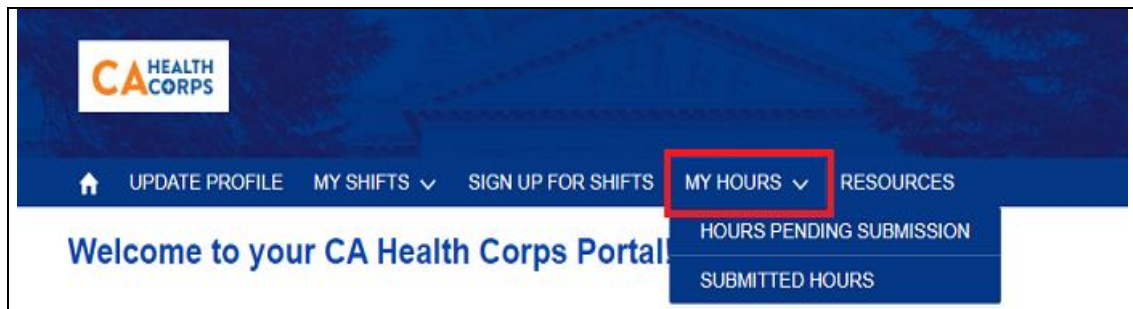 CA HEALTH CORPS
UPDATE PROFILE MY SHIFTS SIGN UP FOR SHIFTS MY HOURS RESOURCES
HOURS PENDING SUBMISSION
Welcome to your CA Health Corps Portal!
SUBMITTED HOURS